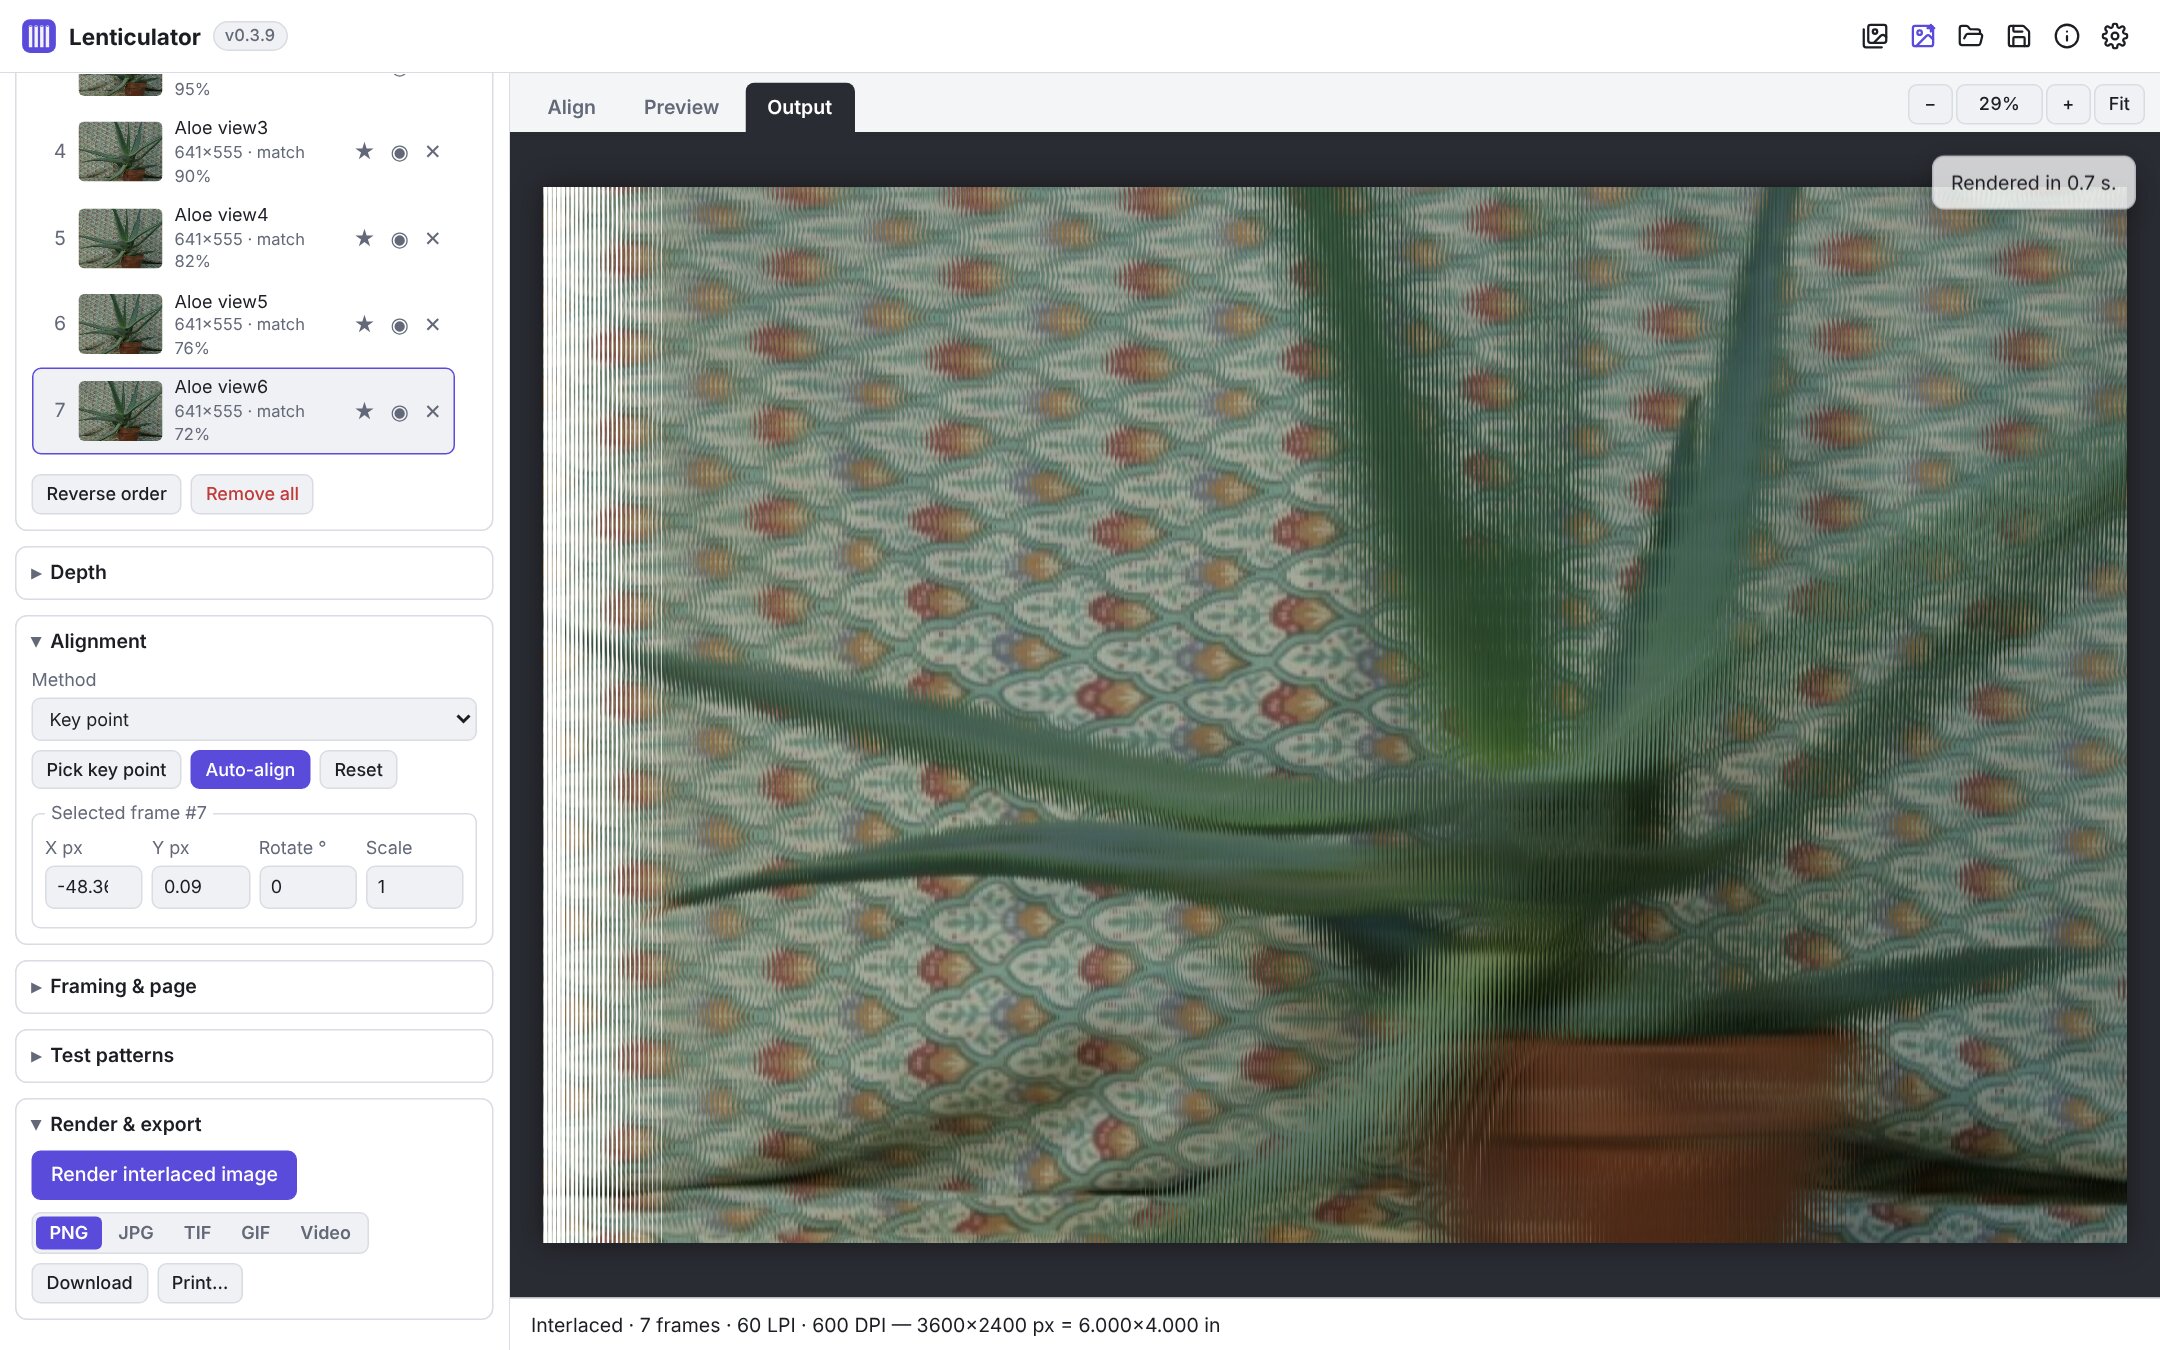 Lenticulator v0.3.9
95%
4 Aloe view3
641×555 · match
90%
5 Aloe view4
641×555 · match
82%
6 Aloe view5
641×555 · match
76%
7 Aloe view6
641×555 · match
72%
Reverse order Remove all
Depth
Alignment
Method
Key point
Pick key point Auto-align Reset
Selected frame #7
X px Y px Rotate ° Scale
-48.36 0.09 0 1
Framing & page
Test patterns
Render & export
Render interlaced image
PNG JPG TIF GIF Video
Download Print...
Align Preview Output
− 29% + Fit
Rendered in 0.7 s.
Interlaced · 7 frames · 60 LPI · 600 DPI — 3600×2400 px = 6.000×4.000 in